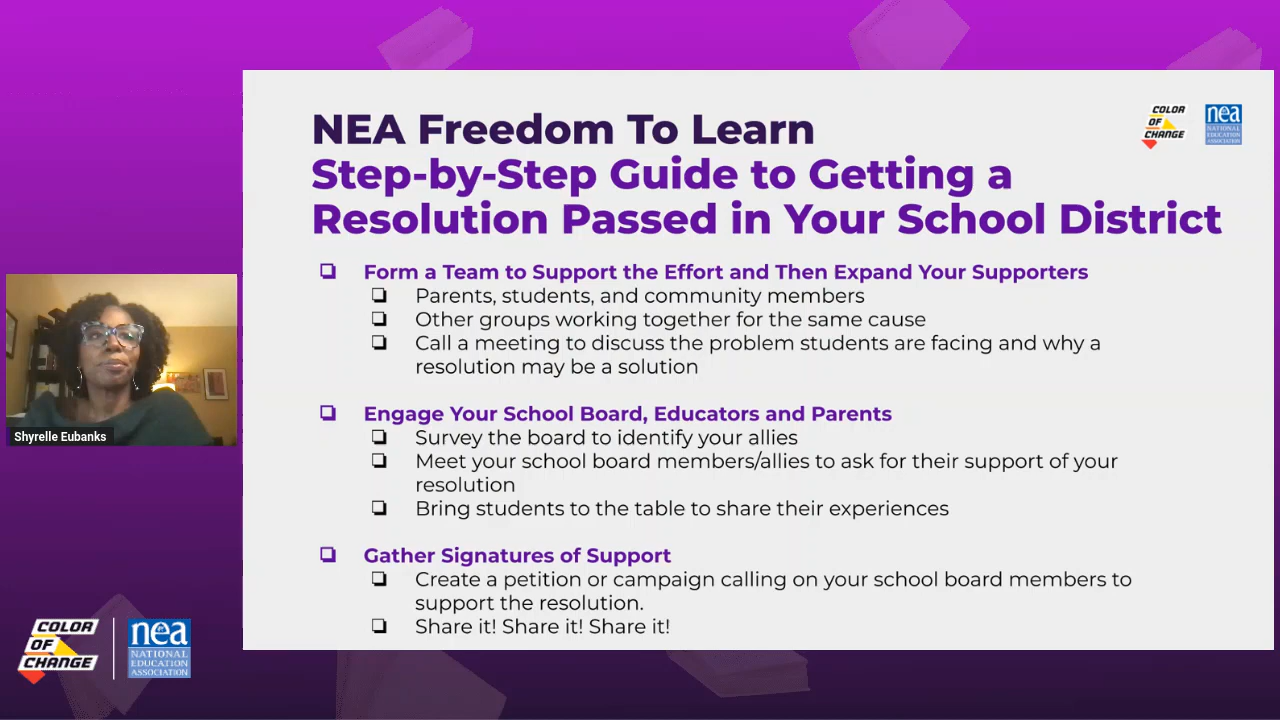 NEA Freedom To Learn
Step-by-Step Guide to Getting a
Resolution Passed in Your School District
COLOR
OF
CHANGE
nea
NATIONAL
EDUCATION
ASSOCIATION
Form a Team to Support the Effort and Then Expand Your Supporters
Parents, students, and community members
Other groups working together for the same cause
Call a meeting to discuss the problem students are facing and why a
resolution may be a solution
Engage Your School Board, Educators and Parents
Survey the board to identify your allies
Meet your school board members/allies to ask for their support of your
resolution
Bring students to the table to share their experiences
Gather Signatures of Support
Create a petition or campaign calling on your school board members to
support the resolution.
Share it! Share it! Share it!
Shyrelle Eubanks
COLOR
OF
CHANGE
nea
NATIONAL
EDUCATION
ASSOCIATION